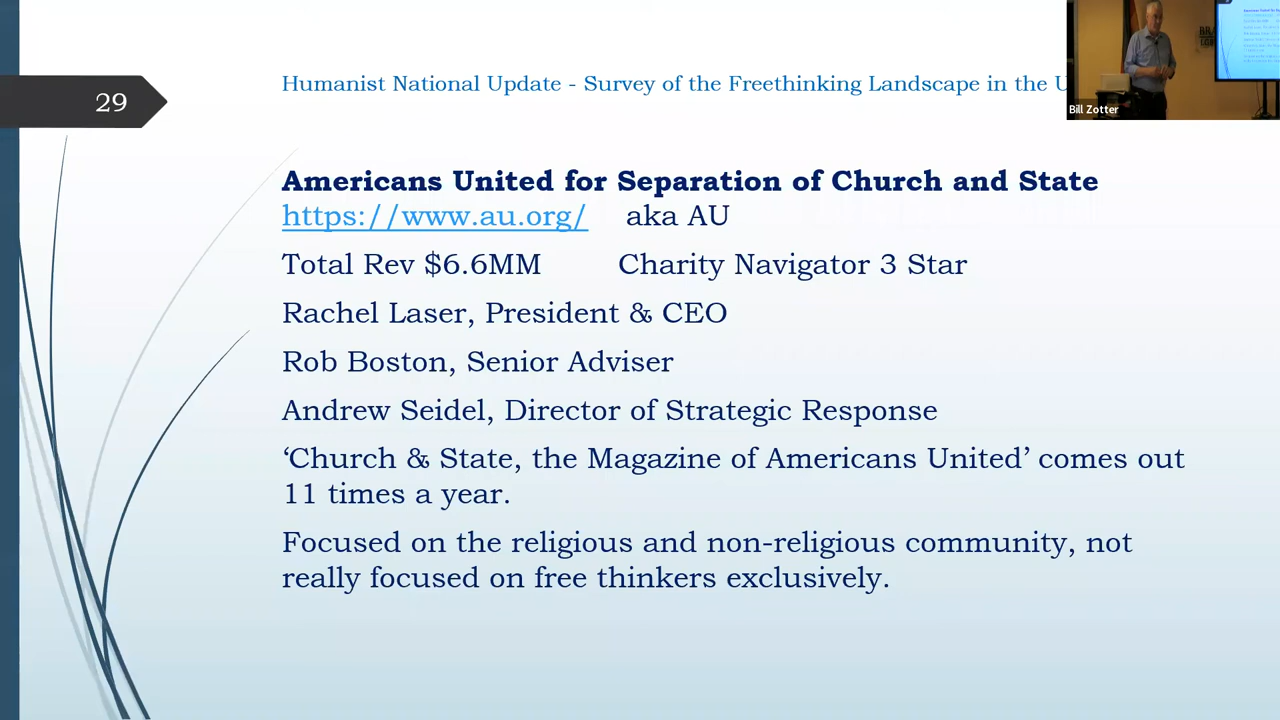 29
Humanist National Update - Survey of the Freethinking Landscape in the U
Bill Zotter
Americans United for Separation of Church and State
https://www.au.org/ aka AU
Total Rev $6.6MM Charity Navigator 3 Star
Rachel Laser, President & CEO
Rob Boston, Senior Adviser
Andrew Seidel, Director of Strategic Response
‘Church & State, the Magazine of Americans United’ comes out
11 times a year.
Focused on the religious and non-religious community, not
really focused on free thinkers exclusively.